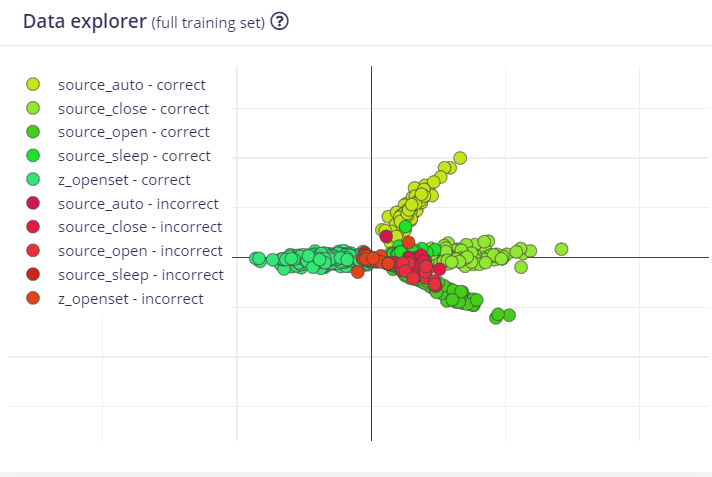 Data explorer (full training set) ?
source_auto - correct
source_close - correct
source_open - correct
source_sleep - correct
z_openset - correct
source_auto - incorrect
source_close - incorrect
source_open - incorrect
source_sleep - incorrect
z_openset - incorrect